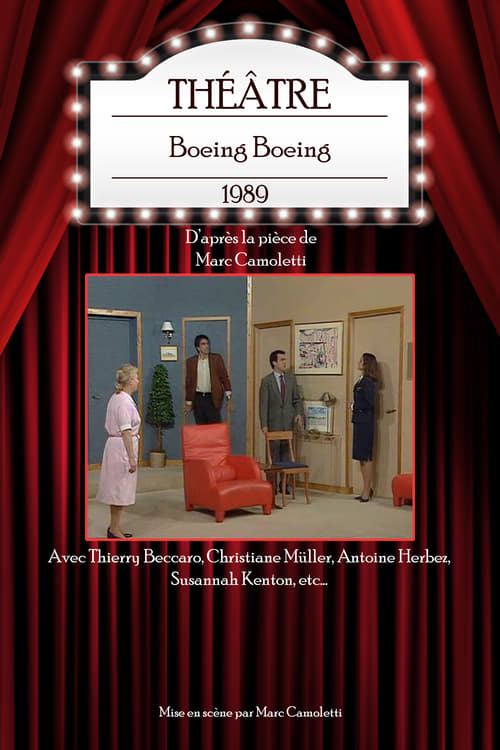 THÉÂTRE
Boeing Boeing
1989
D'après la pièce de
Marc Camoletti
Avec Thierry Beccaro, Christiane Müller, Antoine Herbez,
Susannah Kenton, etc...
Mise en scène par Marc Camoletti